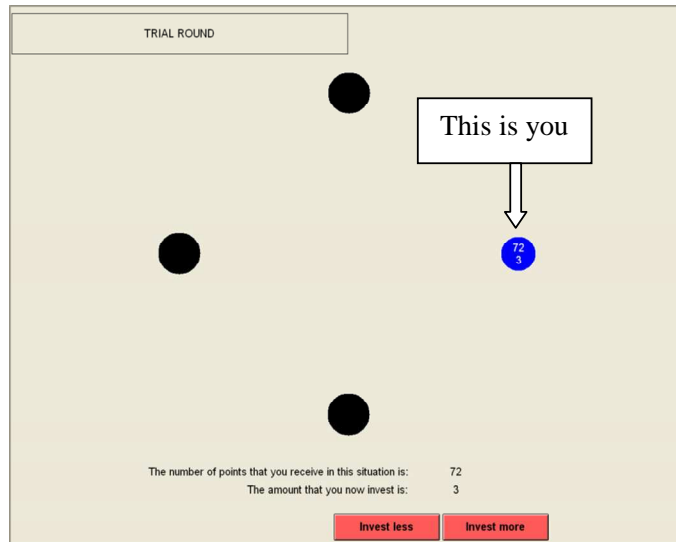 TRIAL ROUND
This is you
72
3
The number of points that you receive in this situation is: 72
The amount that you now invest is: 3
Invest less Invest more